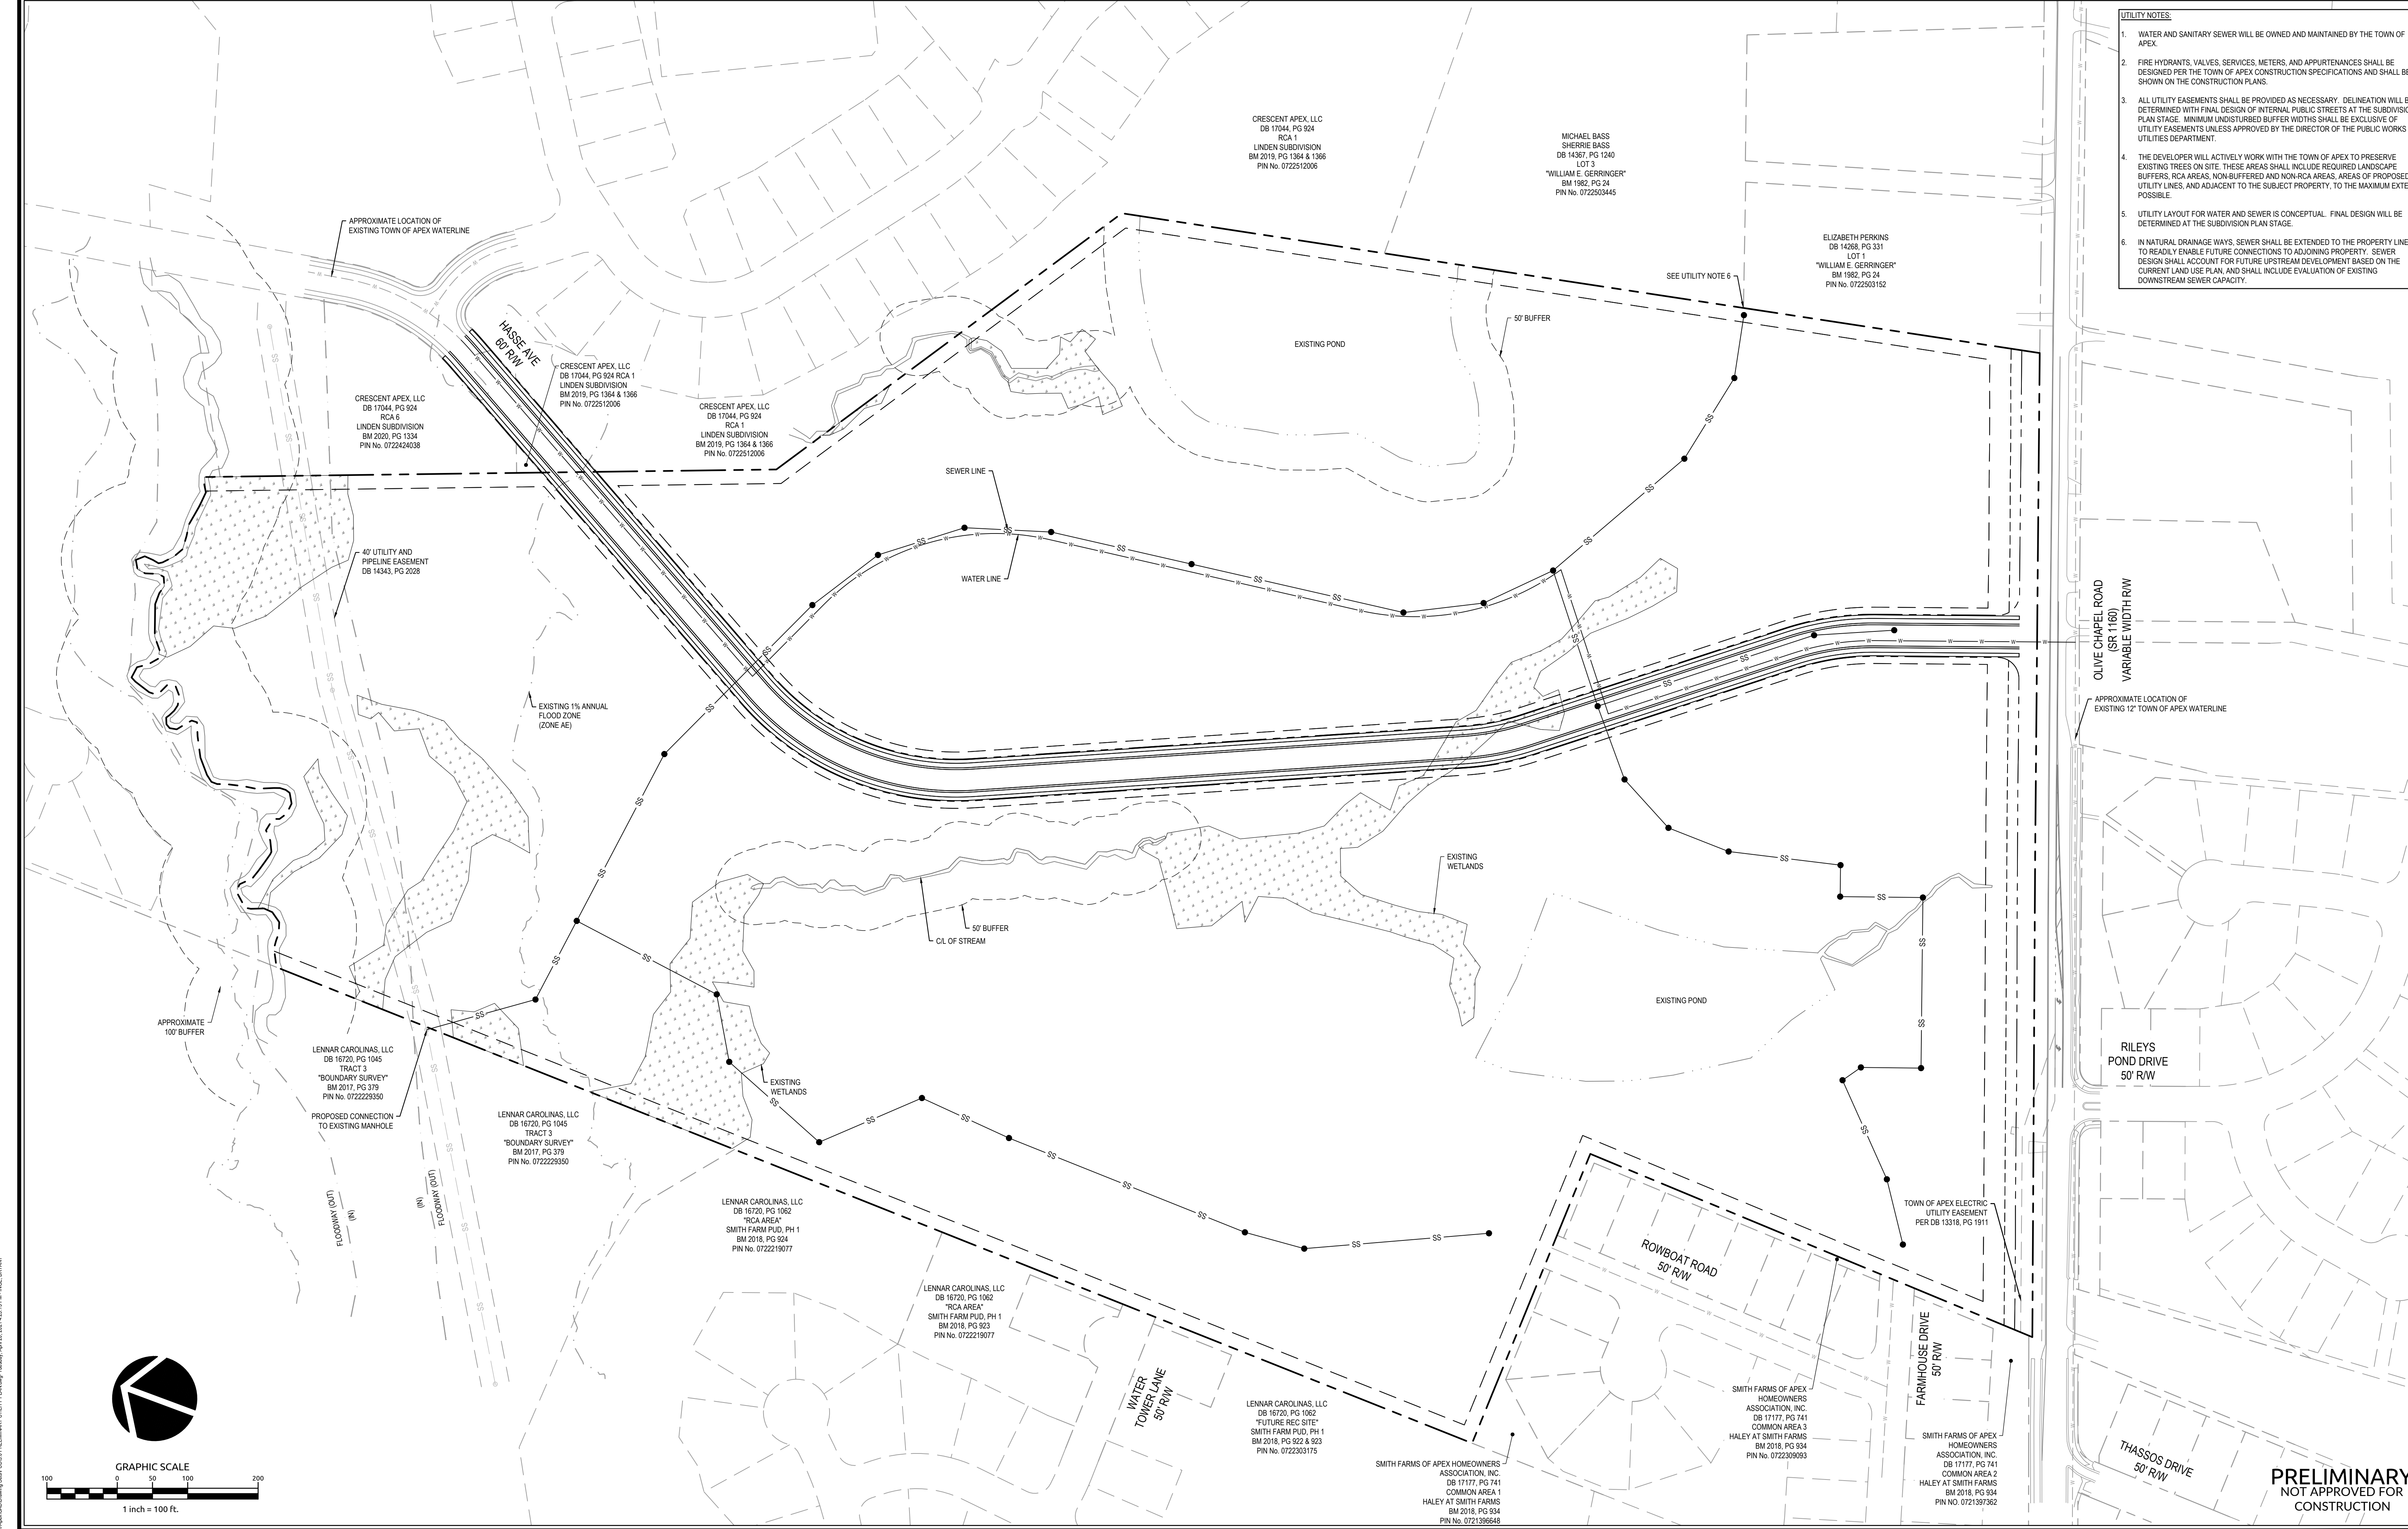 UTILITY NOTES:
1. WATER AND SANITARY SEWER WILL BE OWNED AND MAINTAINED BY THE TOWN OF
APEX.
2. FIRE HYDRANTS, VALVES, SERVICES, METERS, AND APPURTENANCES SHALL BE
DESIGNED PER THE TOWN OF APEX CONSTRUCTION SPECIFICATIONS AND SHALL BE
SHOWN ON THE CONSTRUCTION PLANS.
3. ALL UTILITY EASEMENTS SHALL BE PROVIDED AS NECESSARY. DELINEATION WILL B
DETERMINED WITH FINAL DESIGN OF INTERNAL PUBLIC STREETS AT THE SUBDIVISIO
PLAN STAGE. MINIMUM UNDISTURBED BUFFER WIDTHS SHALL BE EXCLUSIVE OF
UTILITY EASEMENTS UNLESS APPROVED BY THE DIRECTOR OF THE PUBLIC WORKS
UTILITIES DEPARTMENT.
4. THE DEVELOPER WILL ACTIVELY WORK WITH THE TOWN OF APEX TO PRESERVE
EXISTING TREES ON SITE. THESE AREAS SHALL INCLUDE REQUIRED LANDSCAPE
BUFFERS, RCA AREAS, NON-BUFFERED AND NON-RCA AREAS, AREAS OF PROPOSED
UTILITY LINES, AND ADJACENT TO THE SUBJECT PROPERTY, TO THE MAXIMUM EXTE
POSSIBLE.
5. UTILITY LAYOUT FOR WATER AND SEWER IS CONCEPTUAL. FINAL DESIGN WILL BE
DETERMINED AT THE SUBDIVISION PLAN STAGE.
6. IN NATURAL DRAINAGE WAYS, SEWER SHALL BE EXTENDED TO THE PROPERTY LINE
TO READILY ENABLE FUTURE CONNECTIONS TO ADJOINING PROPERTY. SEWER
DESIGN SHALL ACCOUNT FOR FUTURE UPSTREAM DEVELOPMENT BASED ON THE
CURRENT LAND USE PLAN, AND SHALL INCLUDE EVALUATION OF EXISTING
DOWNSTREAM SEWER CAPACITY.
CRESCENT APEX, LLC
DB 17044, PG 924
RCA 1
LINDEN SUBDIVISION
BM 2019, PG 1364 & 1366
PIN No. 0722512006
MICHAEL BASS
SHERRIE BASS
DB 14367, PG 1240
LOT 3
"WILLIAM E. GERRINGER"
BM 1982, PG 24
PIN No. 0722503445
ELIZABETH PERKINS
DB 14268, PG 331
LOT 1
"WILLIAM E. GERRINGER"
BM 1982, PG 24
PIN No. 0722503152
SEE UTILITY NOTE 6
APPROXIMATE LOCATION OF
EXISTING TOWN OF APEX WATERLINE
HASSE AVE
60' R/W
50' BUFFER
EXISTING POND
CRESCENT APEX, LLC
DB 17044, PG 924 RCA 1
LINDEN SUBDIVISION
BM 2019, PG 1364 & 1366
PIN No. 0722512006
CRESCENT APEX, LLC
DB 17044, PG 924
RCA 6
LINDEN SUBDIVISION
BM 2020, PG 1334
PIN No. 0722424038
CRESCENT APEX, LLC
DB 17044, PG 924
RCA 1
LINDEN SUBDIVISION
BM 2019, PG 1364 & 1366
PIN No. 0722512006
SEWER LINE
WATER LINE
40' UTILITY AND
PIPELINE EASEMENT
DB 14343, PG 2028
EXISTING 1% ANNUAL
FLOOD ZONE
(ZONE AE)
OLIVE CHAPEL ROAD
(SR 1160)
VARIABLE WIDTH R/W
APPROXIMATE LOCATION OF
EXISTING 12" TOWN OF APEX WATERLINE
EXISTING
WETLANDS
50' BUFFER
C/L OF STREAM
EXISTING POND
APPROXIMATE
100' BUFFER
LENNAR CAROLINAS, LLC
DB 16720, PG 1045
TRACT 3
"BOUNDARY SURVEY"
BM 2017, PG 379
PIN No. 0722229350
PROPOSED CONNECTION
TO EXISTING MANHOLE
EXISTING
WETLANDS
LENNAR CAROLINAS, LLC
DB 16720, PG 1045
TRACT 3
"BOUNDARY SURVEY"
BM 2017, PG 379
PIN No. 0722229350
RILEYS
POND DRIVE
50' R/W
FLOODWAY (OUT)
(IN)
(IN)
FLOODWAY (OUT)
LENNAR CAROLINAS, LLC
DB 16720, PG 1062
"RCA AREA"
SMITH FARM PUD, PH 1
BM 2018, PG 924
PIN No. 0722219077
TOWN OF APEX ELECTRIC
UTILITY EASEMENT
PER DB 13318, PG 1911
ROWBOAT ROAD
50' R/W
LENNAR CAROLINAS, LLC
DB 16720, PG 1062
"RCA AREA"
SMITH FARM PUD, PH 1
BM 2018, PG 923
PIN No. 0722219077
WATER
TOWER LANE
50' R/W
FARMHOUSE DRIVE
50' R/W
LENNAR CAROLINAS, LLC
DB 16720, PG 1062
"FUTURE REC SITE"
SMITH FARM PUD, PH 1
BM 2018, PG 922 & 923
PIN No. 0722303175
SMITH FARMS OF APEX
HOMEOWNERS
ASSOCIATION, INC.
DB 17177, PG 741
COMMON AREA 3
HALEY AT SMITH FARMS
BM 2018, PG 934
PIN No. 0722309093
SMITH FARMS OF APEX
HOMEOWNERS
ASSOCIATION, INC.
DB 17177, PG 741
COMMON AREA 2
HALEY AT SMITH FARMS
BM 2018, PG 934
PIN NO. 0721397362
SMITH FARMS OF APEX HOMEOWNERS
ASSOCIATION, INC.
DB 17177, PG 741
COMMON AREA 1
HALEY AT SMITH FARMS
BM 2018, PG 934
PIN No. 0721396648
THASSOS DRIVE
50' R/W
GRAPHIC SCALE
100 0 50 100 200
1 inch = 100 ft.
PRELIMINARY
NOT APPROVED FOR
CONSTRUCTION